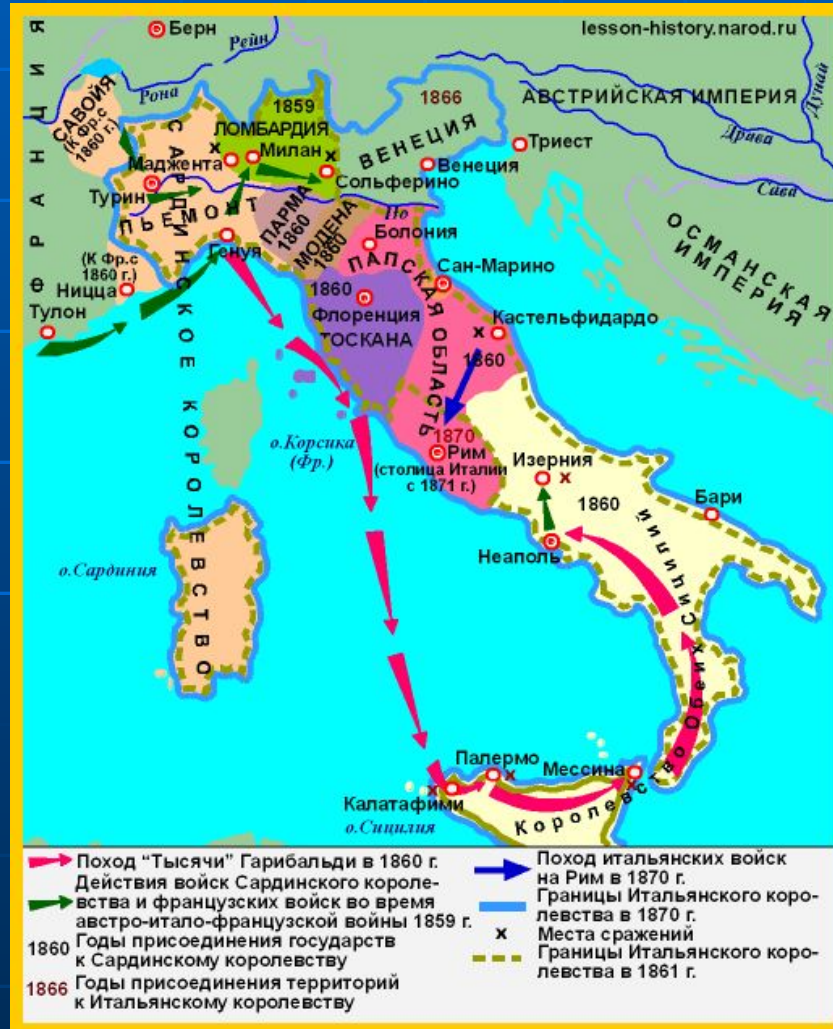 lesson-history.narod.ru
Берн
Рейн
ФРАНЦИЯ
Рона
САВОЙЯ
(К Фр.с
1860 г.)
1859
ЛОМБАРДИЯ
1866
АВСТРИЙСКАЯ ИМПЕРИЯ
Дунай
Драва
Сава
ВЕНЕЦИЯ
Триест
Маджента
Милан
Венеция
Сольферино
Турин
ПЬЕМОНТ
САРДИНСКОЕ КОРОЛЕВСТВО
ПАРМА
1860
МОДЕНА
1860
По
Болония
ОСМАНСКАЯ
ИМПЕРИЯ
Генуя
(К Фр.с
1860 г.)
Ницца
Тулон
ПАПСКАЯ ОБЛАСТЬ
Сан-Марино
1860
Флоренция
ТОСКАНА
Кастельфидардо
1860
1870
Рим
(столица Италии
с 1871 г.)
о.Корсика
(Фр.)
Изерния
1860
Бари
Неаполь
о.Сардиния
Королевство Обеих Сицилий
Палермо
Мессина
Калатафими
о.Сицилия
Поход "Тысячи" Гарибальди в 1860 г.
Действия войск Сардинского короле-
вства и французских войск во время
австро-итало-французской войны 1859 г.
1860 Годы присоединения государств
к Сардинскому королевству
1866 Годы присоединения территорий
к Итальянскому королевству
Поход итальянских войск
на Рим в 1870 г.
Границы Итальянского коро-
левства в 1870 г.
x Места сражений
Границы Итальянского коро-
левства в 1861 г.